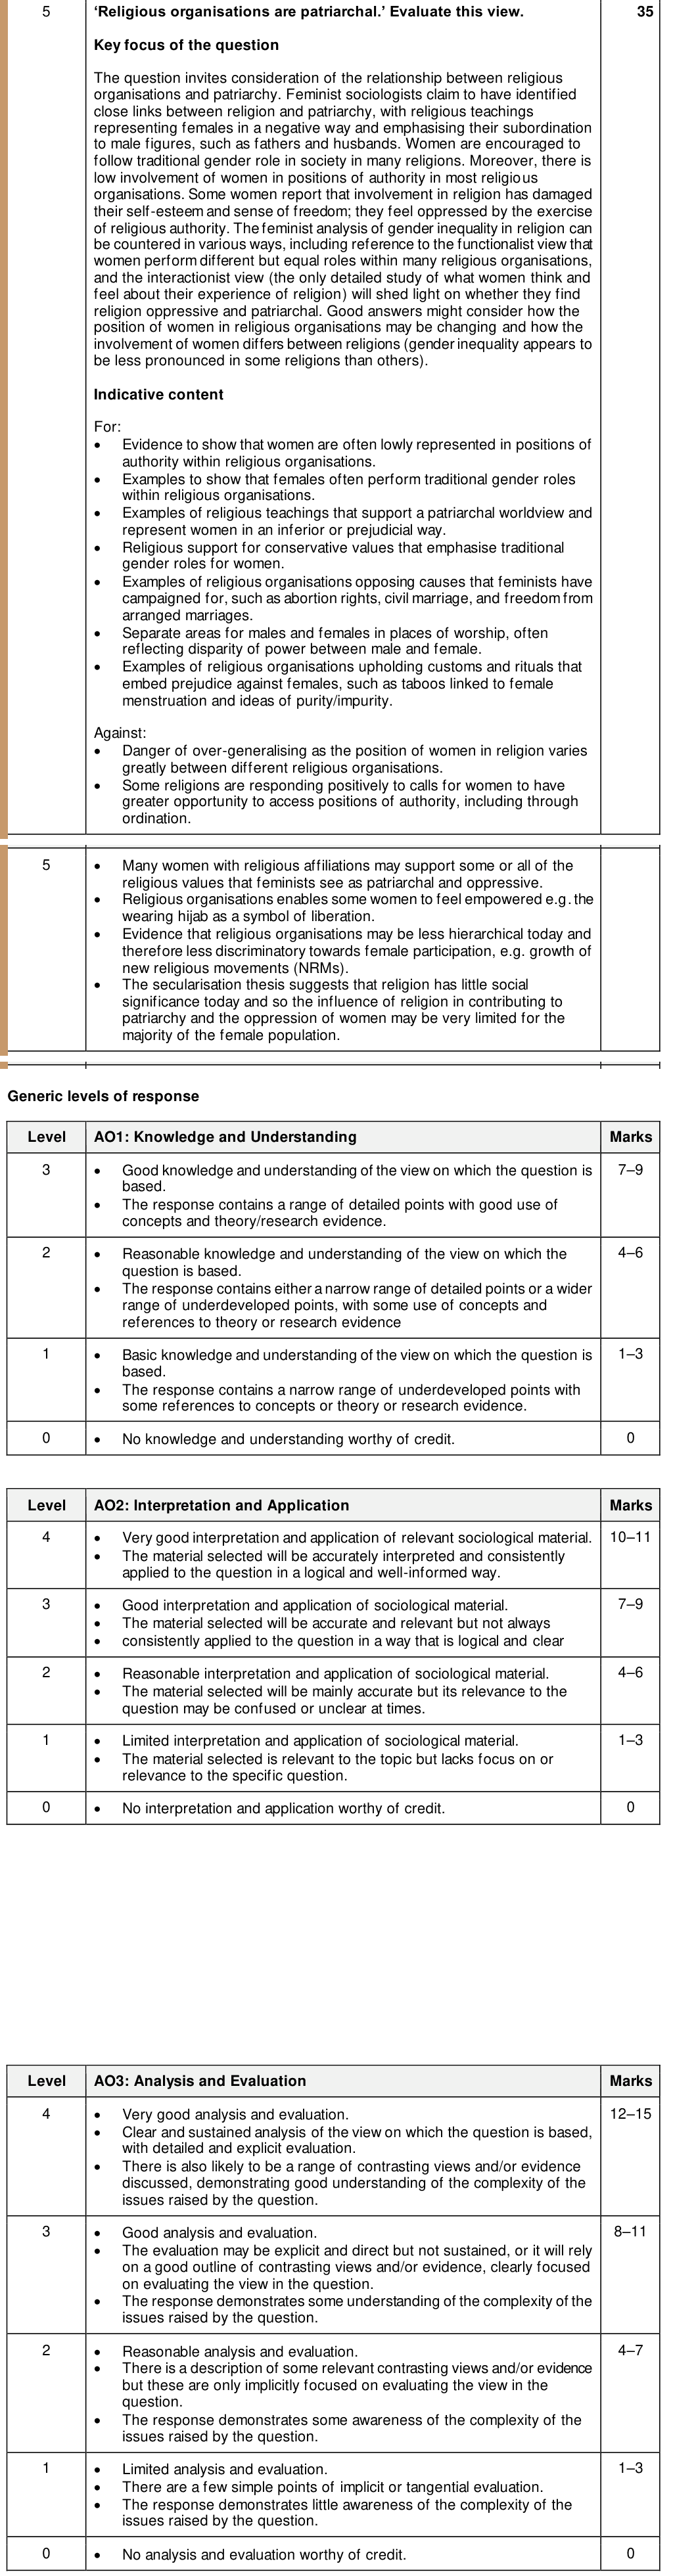 5 ‘Religious organisations are patriarchal.’ Evaluate this view. 35
Key focus of the question
The question invites consideration of the relationship between religious
organisations and patriarchy. Feminist sociologists claim to have identified
close links between religion and patriarchy, with religious teachings
representing females in a negative way and emphasising their subordination
to male figures, such as fathers and husbands. Women are encouraged to
follow traditional gender role in society in many religions. Moreover, there is
low involvement of women in positions of authority in most religious
organisations. Some women report that involvement in religion has damaged
their self-esteem and sense of freedom; they feel oppressed by the exercise
of religious authority. The feminist analysis of gender inequality in religion can
be countered in various ways, including reference to the functionalist view that
women perform different but equal roles within many religious organisations,
and the interactionist view (the only detailed study of what women think and
feel about their experience of religion) will shed light on whether they find
religion oppressive and patriarchal. Good answers might consider how the
position of women in religious organisations may be changing and how the
involvement of women differs between religions (gender inequality appears to
be less pronounced in some religions than others).
Indicative content
For:
• Evidence to show that women are often lowly represented in positions of
authority within religious organisations.
• Examples to show that females often perform traditional gender roles
within religious organisations.
• Examples of religious teachings that support a patriarchal worldview and
represent women in an inferior or prejudicial way.
• Religious support for conservative values that emphasise traditional
gender roles for women.
• Examples of religious organisations opposing causes that feminists have
campaigned for, such as abortion rights, civil marriage, and freedom from
arranged marriages.
• Separate areas for males and females in places of worship, often
reflecting disparity of power between male and female.
• Examples of religious organisations upholding customs and rituals that
embed prejudice against females, such as taboos linked to female
menstruation and ideas of purity/impurity.
Against:
• Danger of over-generalising as the position of women in religion varies
greatly between different religious organisations.
• Some religions are responding positively to calls for women to have
greater opportunity to access positions of authority, including through
ordination.
5 • Many women with religious affiliations may support some or all of the
religious values that feminists see as patriarchal and oppressive.
• Religious organisations enables some women to feel empowered e.g. the
wearing hijab as a symbol of liberation.
• Evidence that religious organisations may be less hierarchical today and
therefore less discriminatory towards female participation, e.g. growth of
new religious movements (NRMs).
• The secularisation thesis suggests that religion has little social
significance today and so the influence of religion in contributing to
patriarchy and the oppression of women may be very limited for the
majority of the female population.
Generic levels of response
Level AO1: Knowledge and Understanding Marks
3 • Good knowledge and understanding of the view on which the question is 7–9
based.
• The response contains a range of detailed points with good use of
concepts and theory/research evidence.
2 • Reasonable knowledge and understanding of the view on which the 4–6
question is based.
• The response contains either a narrow range of detailed points or a wider
range of underdeveloped points, with some use of concepts and
references to theory or research evidence
1 • Basic knowledge and understanding of the view on which the question is 1–3
based.
• The response contains a narrow range of underdeveloped points with
some references to concepts or theory or research evidence.
0 • No knowledge and understanding worthy of credit. 0
Level AO2: Interpretation and Application Marks
4 • Very good interpretation and application of relevant sociological material. 10–11
• The material selected will be accurately interpreted and consistently
applied to the question in a logical and well-informed way.
3 • Good interpretation and application of sociological material. 7–9
• The material selected will be accurate and relevant but not always
• consistently applied to the question in a way that is logical and clear
2 • Reasonable interpretation and application of sociological material. 4–6
• The material selected will be mainly accurate but its relevance to the
question may be confused or unclear at times.
1 • Limited interpretation and application of sociological material. 1–3
• The material selected is relevant to the topic but lacks focus on or
relevance to the specific question.
0 • No interpretation and application worthy of credit. 0
Level AO3: Analysis and Evaluation Marks
4 • Very good analysis and evaluation. 12–15
• Clear and sustained analysis of the view on which the question is based,
with detailed and explicit evaluation.
• There is also likely to be a range of contrasting views and/or evidence
discussed, demonstrating good understanding of the complexity of the
issues raised by the question.
3 • Good analysis and evaluation. 8–11
• The evaluation may be explicit and direct but not sustained, or it will rely
on a good outline of contrasting views and/or evidence, clearly focused
on evaluating the view in the question.
• The response demonstrates some understanding of the complexity of the
issues raised by the question.
2 • Reasonable analysis and evaluation. 4–7
• There is a description of some relevant contrasting views and/or evidence
but these are only implicitly focused on evaluating the view in the
question.
• The response demonstrates some awareness of the complexity of the
issues raised by the question.
1 • Limited analysis and evaluation. 1–3
• There are a few simple points of implicit or tangential evaluation.
• The response demonstrates little awareness of the complexity of the
issues raised by the question.
0 • No analysis and evaluation worthy of credit. 0